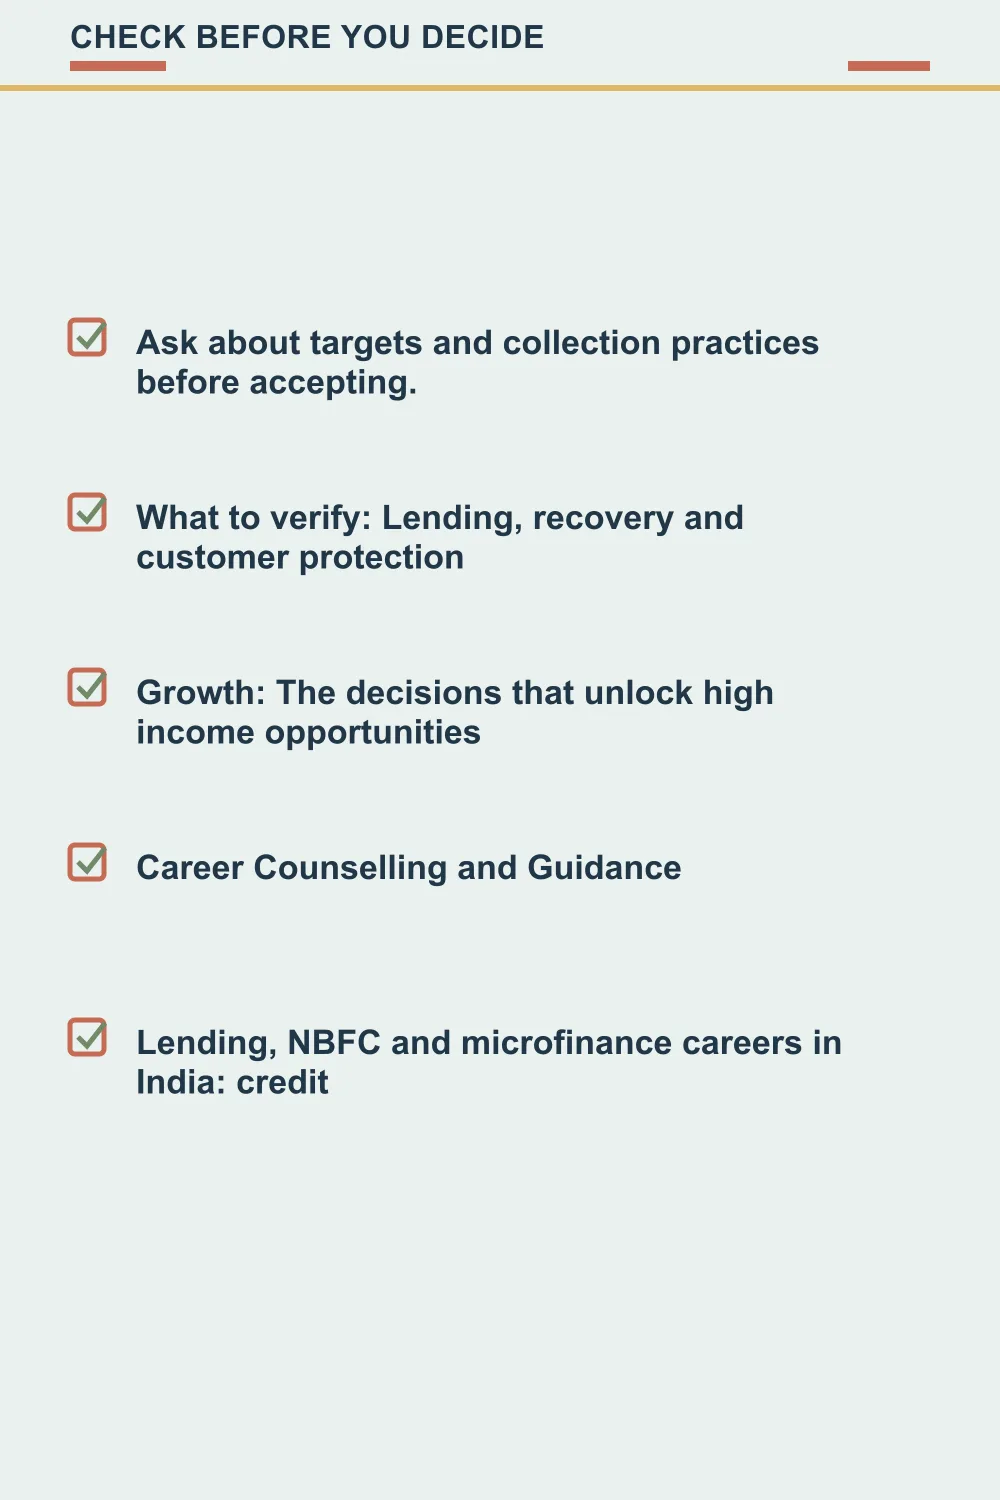 CHECK BEFORE YOU DECIDE
Ask about targets and collection practices
before accepting.
What to verify: Lending, recovery and
customer protection
Growth: The decisions that unlock high
income opportunities
Career Counselling and Guidance
Lending, NBFC and microfinance careers in
India: credit